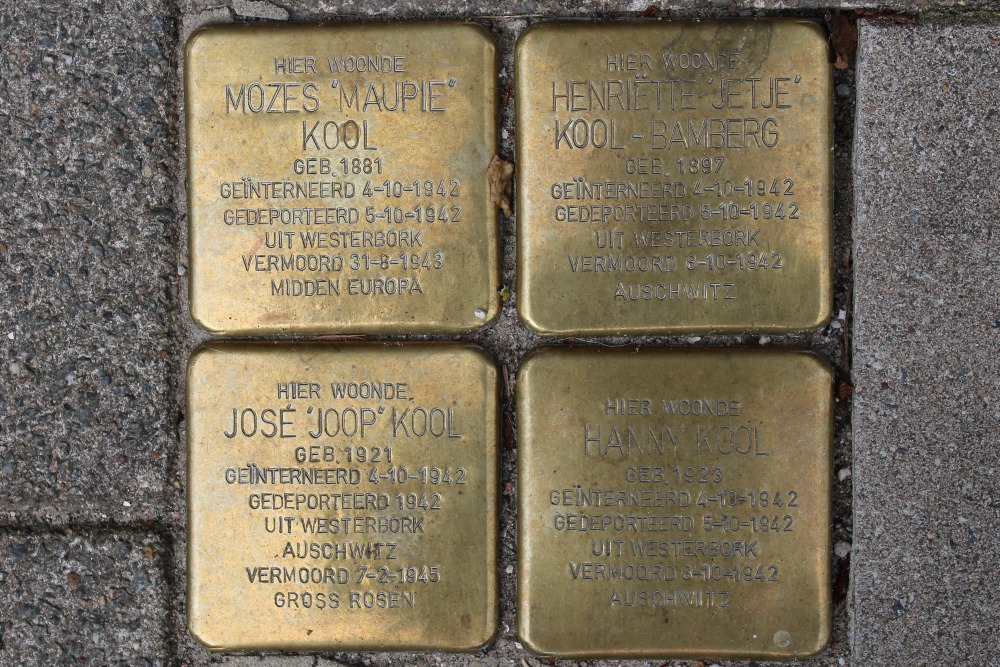 HIER WOONDE
MOZES "MAUPIE"
KOOL
GEB. 1881
GEÏNTERNEERD 4-10-1942
GEDEPORTEERD 5-10-1942
UIT WESTERBORK
VERMOORD 31-8-1943
MIDDEN EUROPA
HIER WOONDE
HENRIËTTE "JETJE"
KOOL-BAMBERG
GEB. 1897
GEÏNTERNEERD 4-10-1942
GEDEPORTEERD 5-10-1942
UIT WESTERBORK
VERMOORD 8-10-1942
AUSCHWITZ
HIER WOONDE
JOSÉ "JOOP" KOOL
GEB. 1921
GEÏNTERNEERD 4-10-1942
GEDEPORTEERD 1942
UIT WESTERBORK
AUSCHWITZ
VERMOORD 7-2-1945
GROSS ROSEN
HIER WOONDE
HANNY KOOL
GEB. 1923
GEÏNTERNEERD 4-10-1942
GEDEPORTEERD 5-10-1942
UIT WESTERBORK
VERMOORD 8-10-1942
AUSCHWITZ